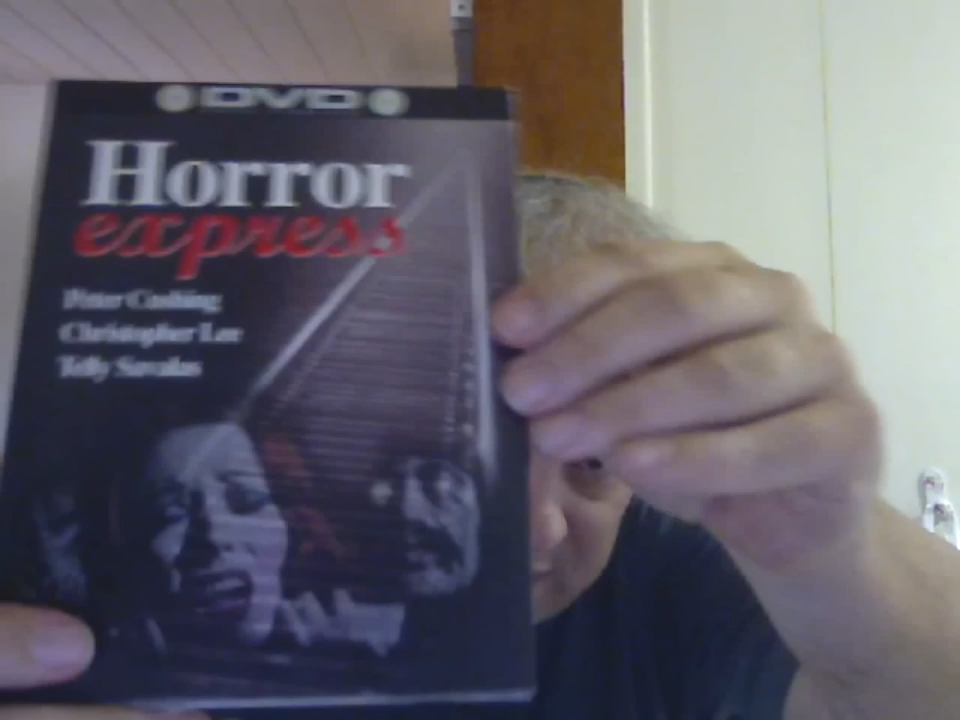 DVD
Horror
express
Peter Cushing
Christopher Lee
Telly Savalas